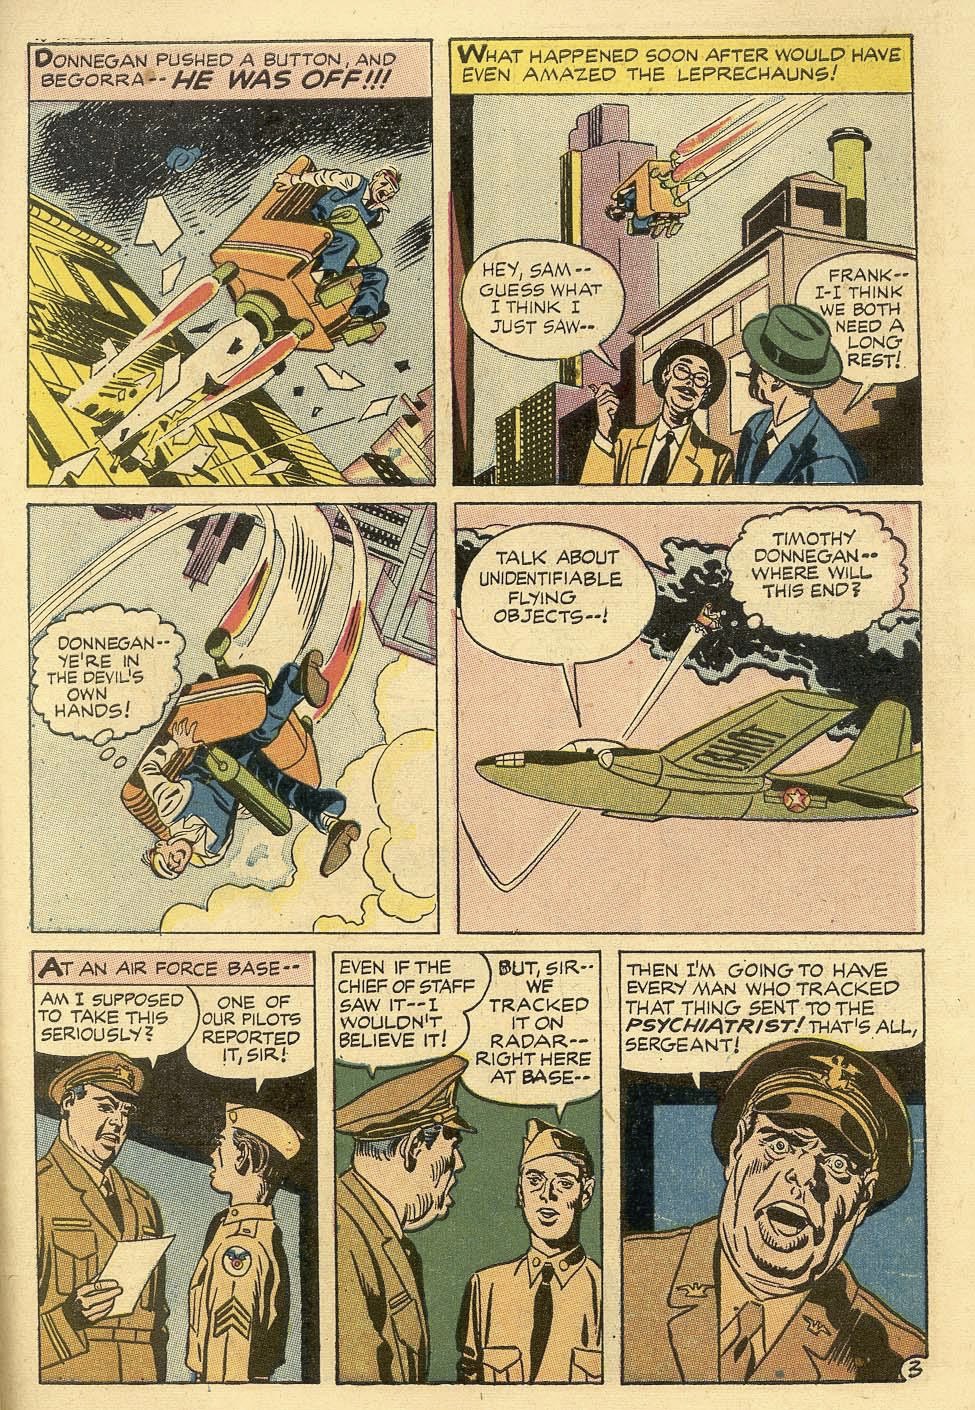 DONNEGAN PUSHED A BUTTON, AND
BEGORRA-- HE WAS OFF!!!
WHAT HAPPENED SOON AFTER WOULD HAVE
EVEN AMAZED THE LEPRECHAUNS!
HEY, SAM--
GUESS WHAT
I THINK I
JUST SAW--
FRANK--
I-I THINK
WE BOTH
NEED A
LONG
REST!
DONNEGAN--
YE'RE IN
THE DEVIL'S
OWN
HANDS!
TALK ABOUT
UNIDENTIFIABLE
FLYING
OBJECTS--!
TIMOTHY
DONNEGAN--
WHERE WILL
THIS END?
AT AN AIR FORCE BASE--
AM I SUPPOSED
TO TAKE THIS
SERIOUSLY?
ONE OF
OUR PILOTS
REPORTED
IT, SIR!
EVEN IF THE
CHIEF OF STAFF
SAW IT--I
WOULDN'T
BELIEVE IT!
BUT, SIR--
WE
TRACKED
IT ON
RADAR--
RIGHT HERE
AT BASE--
THEN I'M GOING TO HAVE
EVERY MAN WHO TRACKED
THAT THING SENT TO THE
PSYCHIATRIST! THAT'S ALL,
SERGEANT!
3